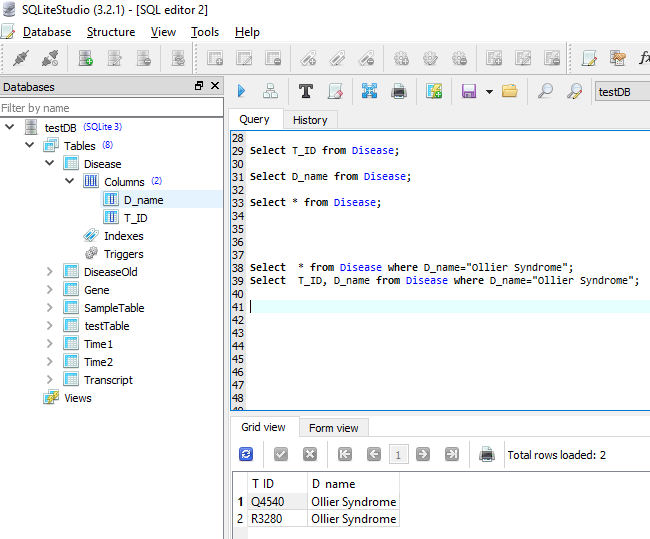 SQLiteStudio (3.2.1) - [SQL editor 2]
Database Structure View Tools Help
Databases
Filter by name
testDB (SQLite 3)
Tables (8)
Disease
Columns (2)
D_name
T_ID
Indexes
Triggers
DiseaseOld
Gene
SampleTable
testTable
Time1
Time2
Transcript
Views
testDB
Query History
28
29 Select T_ID from Disease;
30
31 Select D_name from Disease;
32
33 Select * from Disease;
34
35
36
37
38 Select  * from Disease where D_name="Ollier Syndrome";
39 Select  T_ID, D_name from Disease where D_name="Ollier Syndrome";
40
41
42
43
44
45
46
47
48
Grid view Form view
1 Total rows loaded: 2
T_ID D_name
1 Q4540 Ollier Syndrome
2 R3280 Ollier Syndrome